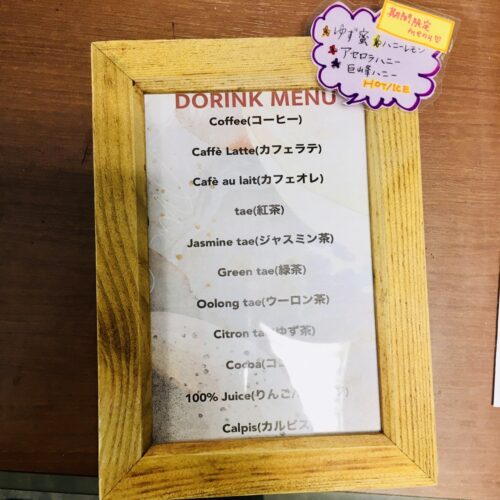 期間限定
menu
ゆず蜜 ハニーレモン
アセロラハニー
巨峰ハニー
HOT/ICE
DORINK MENU
Coffee(コーヒー)
Caffè Latte(カフェラテ)
Cafè au lait(カフェオレ)
tae(紅茶)
Jasmine tae(ジャスミン茶)
Green tae(緑茶)
Oolong tae(ウーロン茶)
Citron ゆず茶)
Cocoa
100% Juice(りんご
Calpis(カルピス